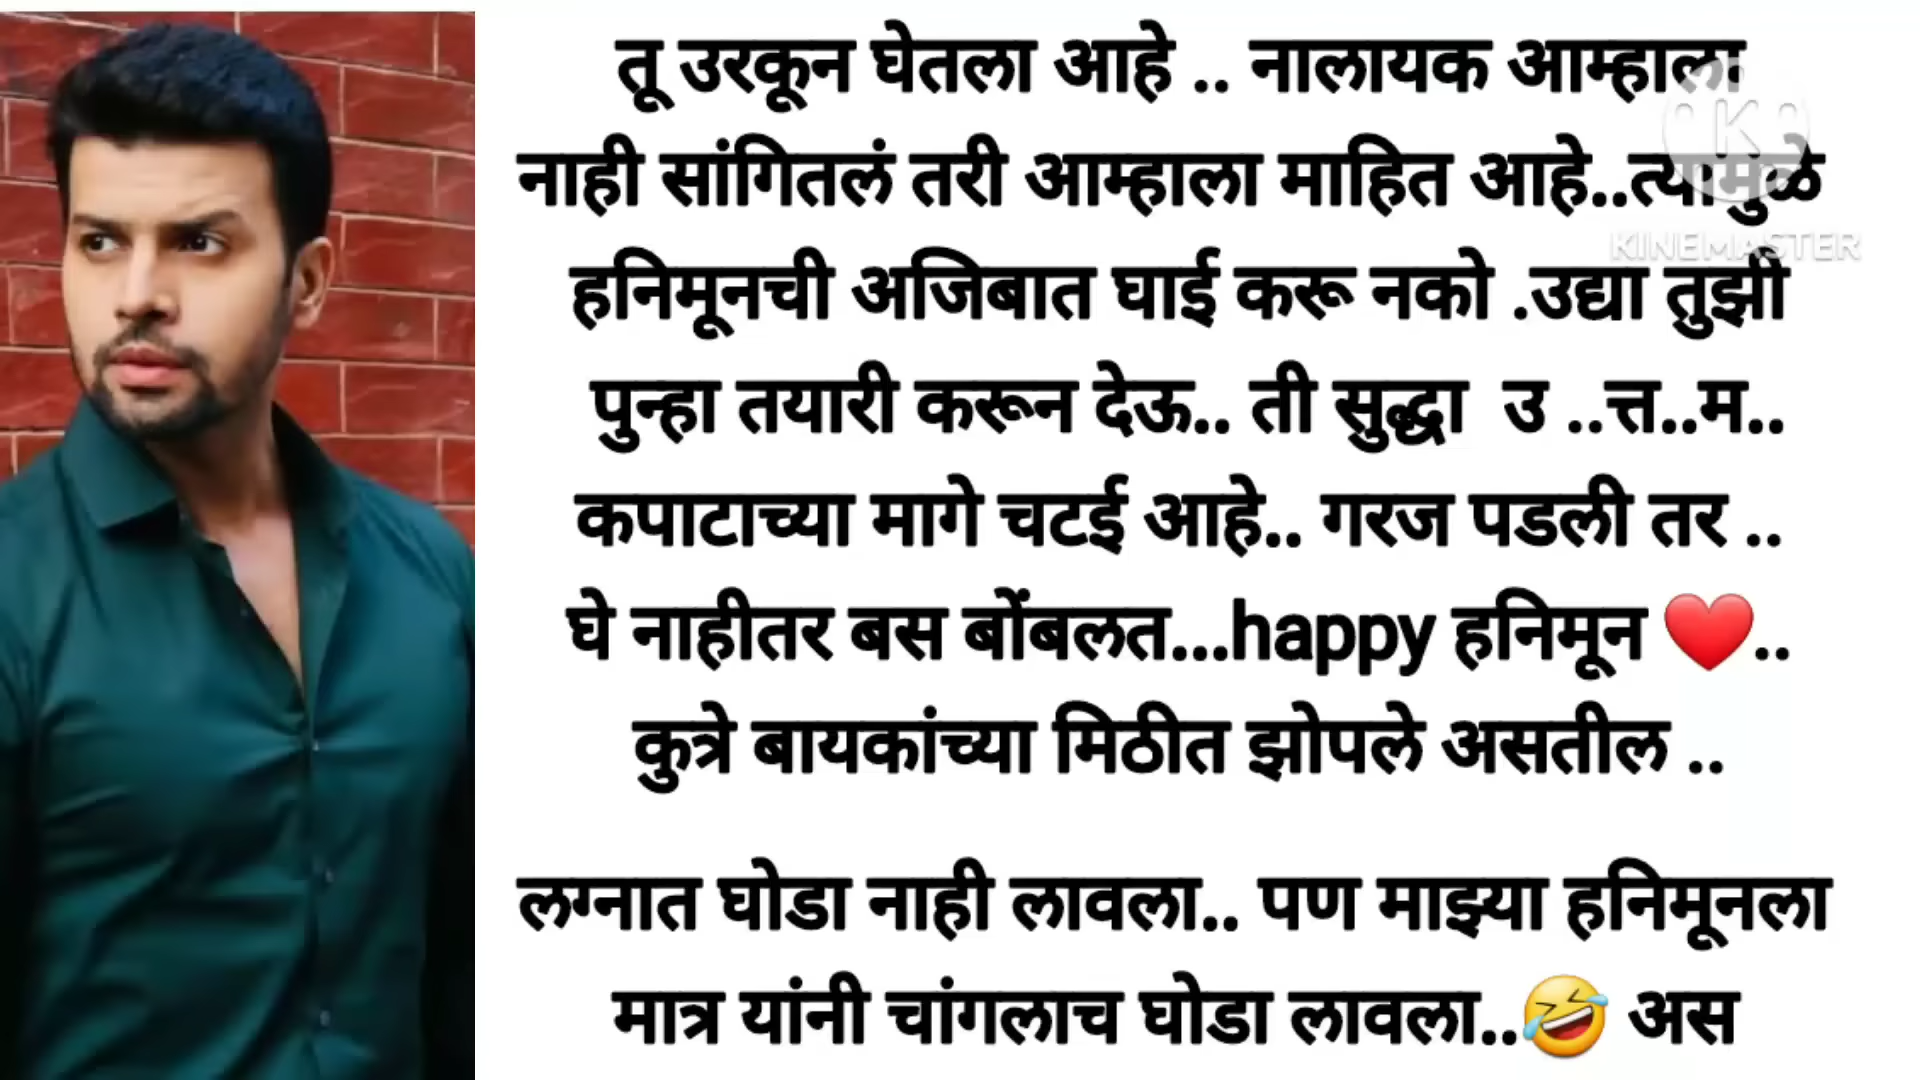 तू उरकून घेतला आहे .. नालायक आम्हाला
नाही सांगितलं तरी आम्हाला माहित आहे..त्यामुळे
KINEMASTER
हनिमूनची अजिबात घाई करू नको .उद्या तुझी
पुन्हा तयारी करून देऊ.. ती सुद्धा उ ..त्त..म..
कपाटाच्या मागे चटई आहे.. गरज पडली तर ..
घे नाहीतर बस बोंबलत...happy हनिमून ❤️..
कुत्रे बायकांच्या मिठीत झोपले असतील ..
लग्नात घोडा नाही लावला.. पण माझ्या हनिमूनला
मात्र यांनी चांगलाच घोडा लावला..🤣 अस